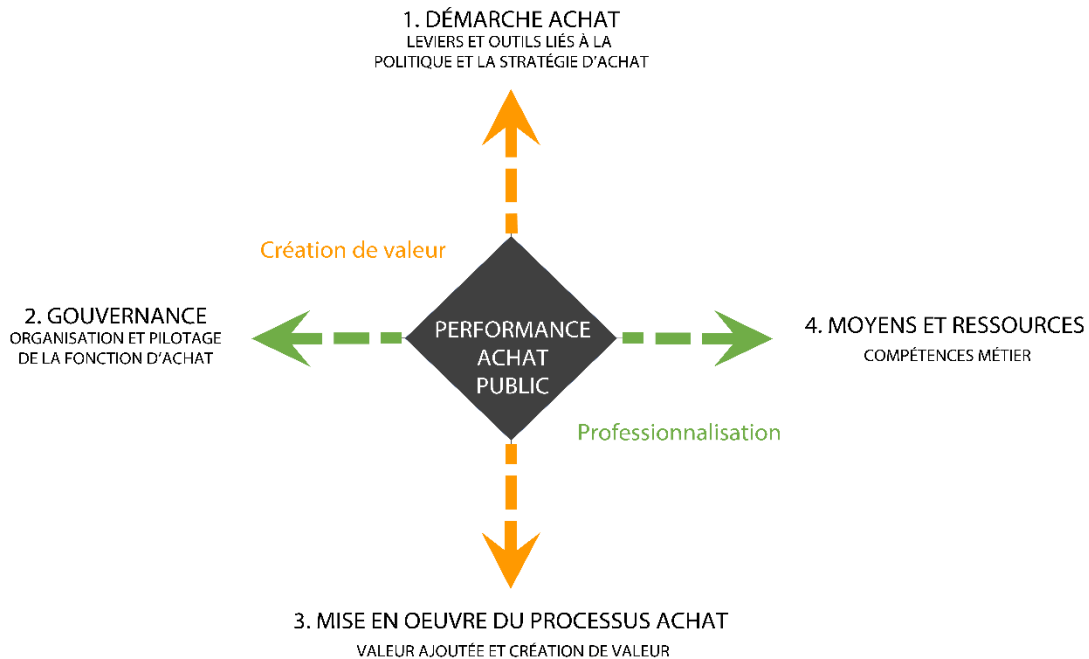 1. DÉMARCHE ACHAT
LEVIERS ET OUTILS LIÉS À LA
POLITIQUE ET LA STRATÉGIE D'ACHAT
Création de valeur
2. GOUVERNANCE
ORGANISATION ET PILOTAGE
DE LA FONCTION D'ACHAT
PERFORMANCE
ACHAT
PUBLIC
4. MOYENS ET RESSOURCES
COMPÉTENCES MÉTIER
Professionnalisation
3. MISE EN OEUVRE DU PROCESSUS ACHAT
VALEUR AJOUTÉE ET CRÉATION DE VALEUR